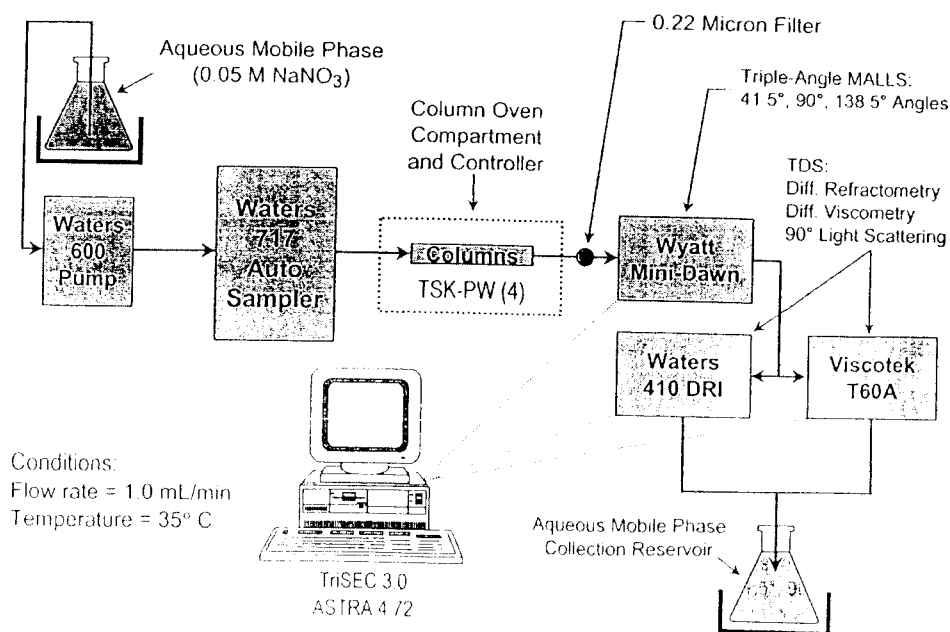 0.22 Micron Filter
Aqueous Mobile Phase
(0.05 M NaNO3)
Triple-Angle MALLS:
41 5°, 90°, 138 5° Angles
Column Oven
Compartment
and Controller
TDS:
Diff. Refractometry
Diff. Viscometry
90° Light Scattering
Waters
600
Pump
Waters
717
Auto
Sampler
Columns
TSK-PW (4)
Wyatt
Mini-Dawn
Waters
410 DRI
Viscotek
T60A
Conditions:
Flow rate = 1.0 mL/min
Temperature = 35° C
Aqueous Mobile Phase
Collection Reservoir
TriSEC 3.0
ASTRA 4 72